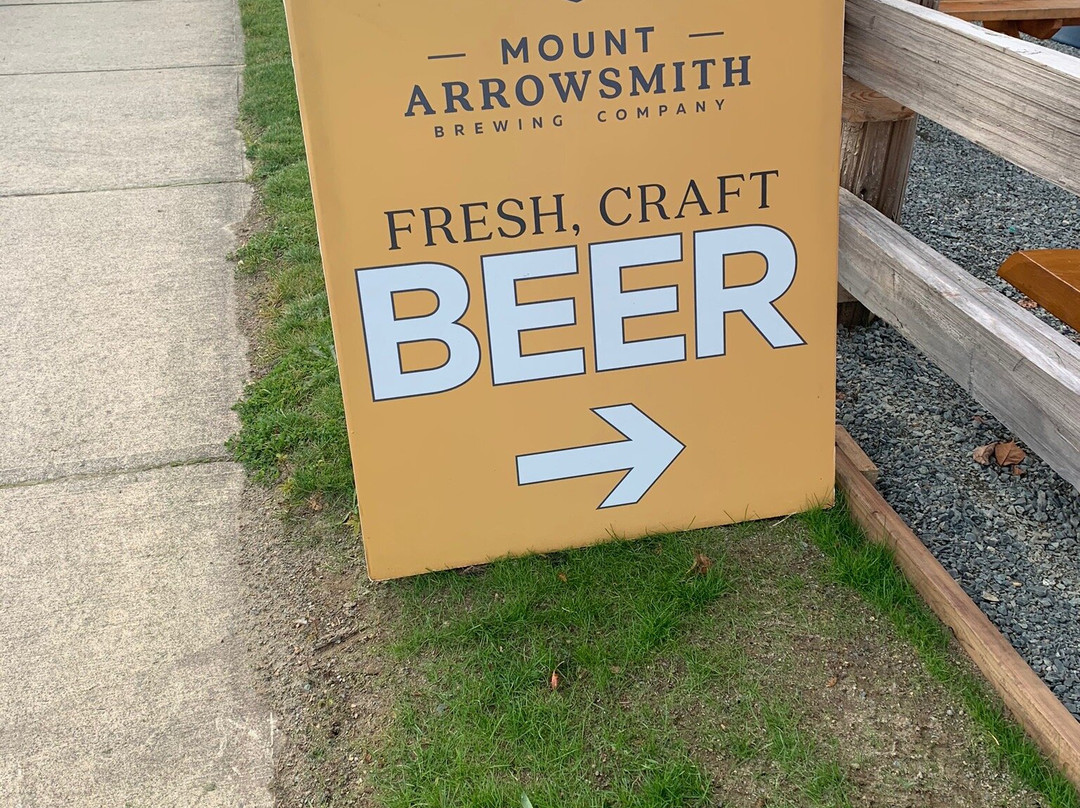 MOUNT
ARROWSMITH
BREWING COMPANY
FRESH, CRAFT
BEER